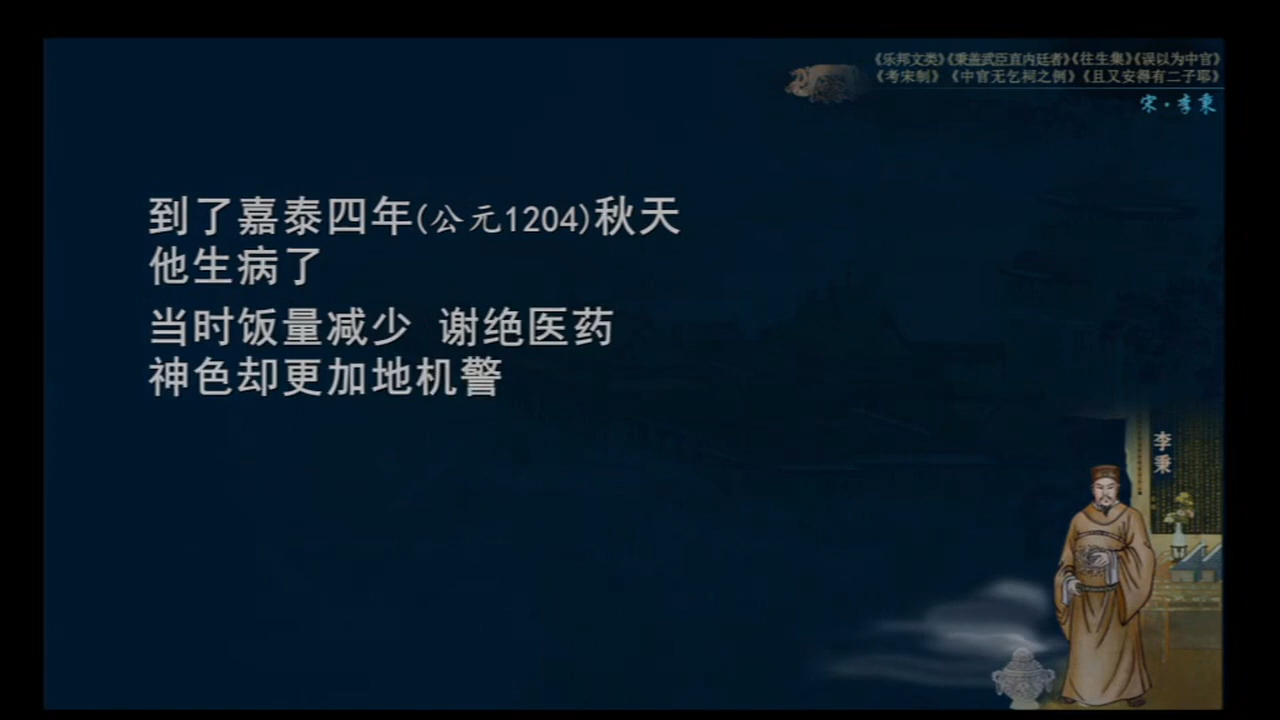 《乐邦文类》《秉盖武臣直内廷者》《往生集》《误以为中官》
《考宋制》《中官无乞祠之例》《且又安得有二子耶》
宋·李秉
到了嘉泰四年(公元1204)秋天
他生病了
当时饭量减少 谢绝医药
神色却更加地机警
李秉